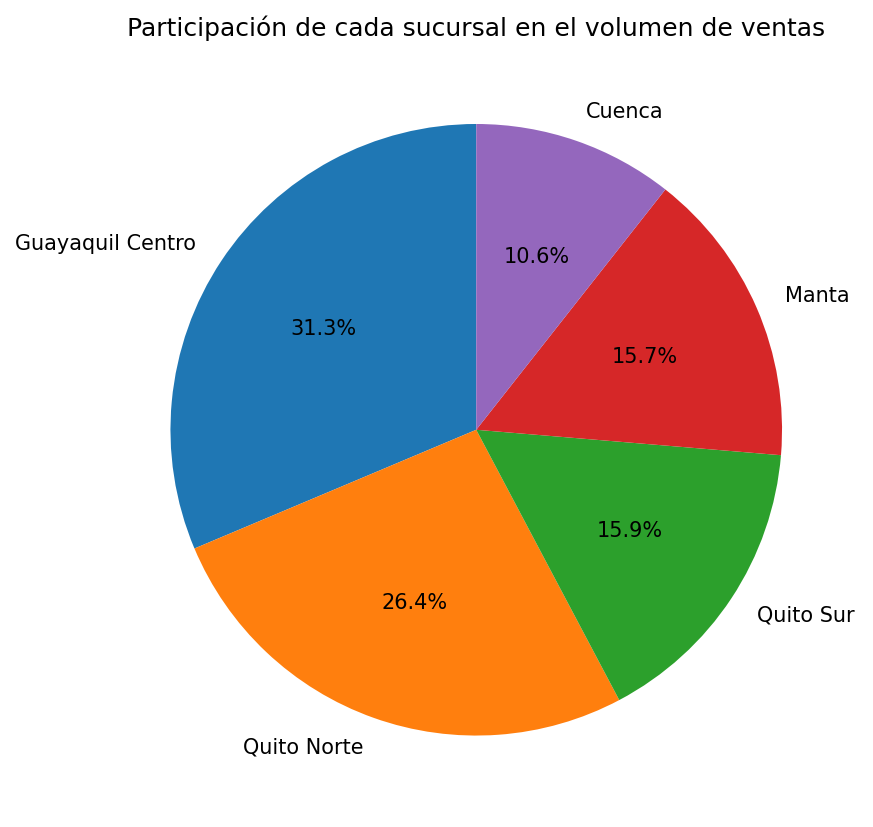 Participación de cada sucursal en el volumen de ventas
Cuenca
Guayaquil Centro
10.6%
Manta
31.3%
15.7%
15.9%
26.4%
Quito Sur
Quito Norte